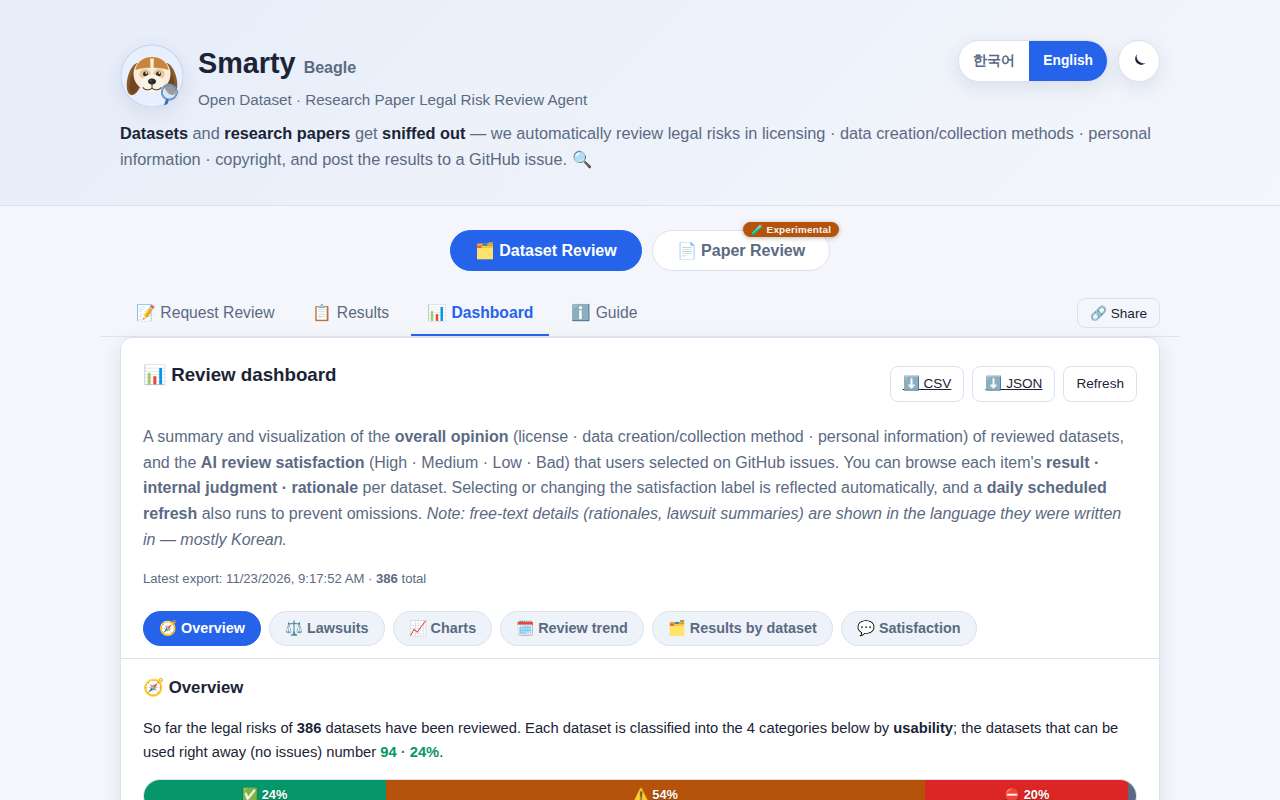 Smarty Beagle
Open Dataset · Research Paper Legal Risk Review Agent
한국어
English
Datasets and research papers get sniffed out — we automatically review legal risks in licensing · data creation/collection methods · personal
information · copyright, and post the results to a GitHub issue. 🔍
🗂️ Dataset Review
🧪 Experimental
📄 Paper Review
📝 Request Review
📋 Results
📊 Dashboard
ℹ️ Guide
🔗 Share
📊 Review dashboard
⬇️ CSV
⬇️ JSON
Refresh
A summary and visualization of the overall opinion (license · data creation/collection method · personal information) of reviewed datasets,
and the AI review satisfaction (High · Medium · Low · Bad) that users selected on GitHub issues. You can browse each item's result ·
internal judgment · rationale per dataset. Selecting or changing the satisfaction label is reflected automatically, and a daily scheduled
refresh also runs to prevent omissions. Note: free-text details (rationales, lawsuit summaries) are shown in the language they were written
in — mostly Korean.
Latest export: 11/23/2026, 9:17:52 AM · 386 total
🧭 Overview
⚖️ Lawsuits
📈 Charts
🗓️ Review trend
🗂️ Results by dataset
💬 Satisfaction
🧭 Overview
So far the legal risks of 386 datasets have been reviewed. Each dataset is classified into the 4 categories below by usability; the datasets that can be
used right away (no issues) number 94 · 24%.
✅ 24%
⚠️ 54%
⛔ 20%